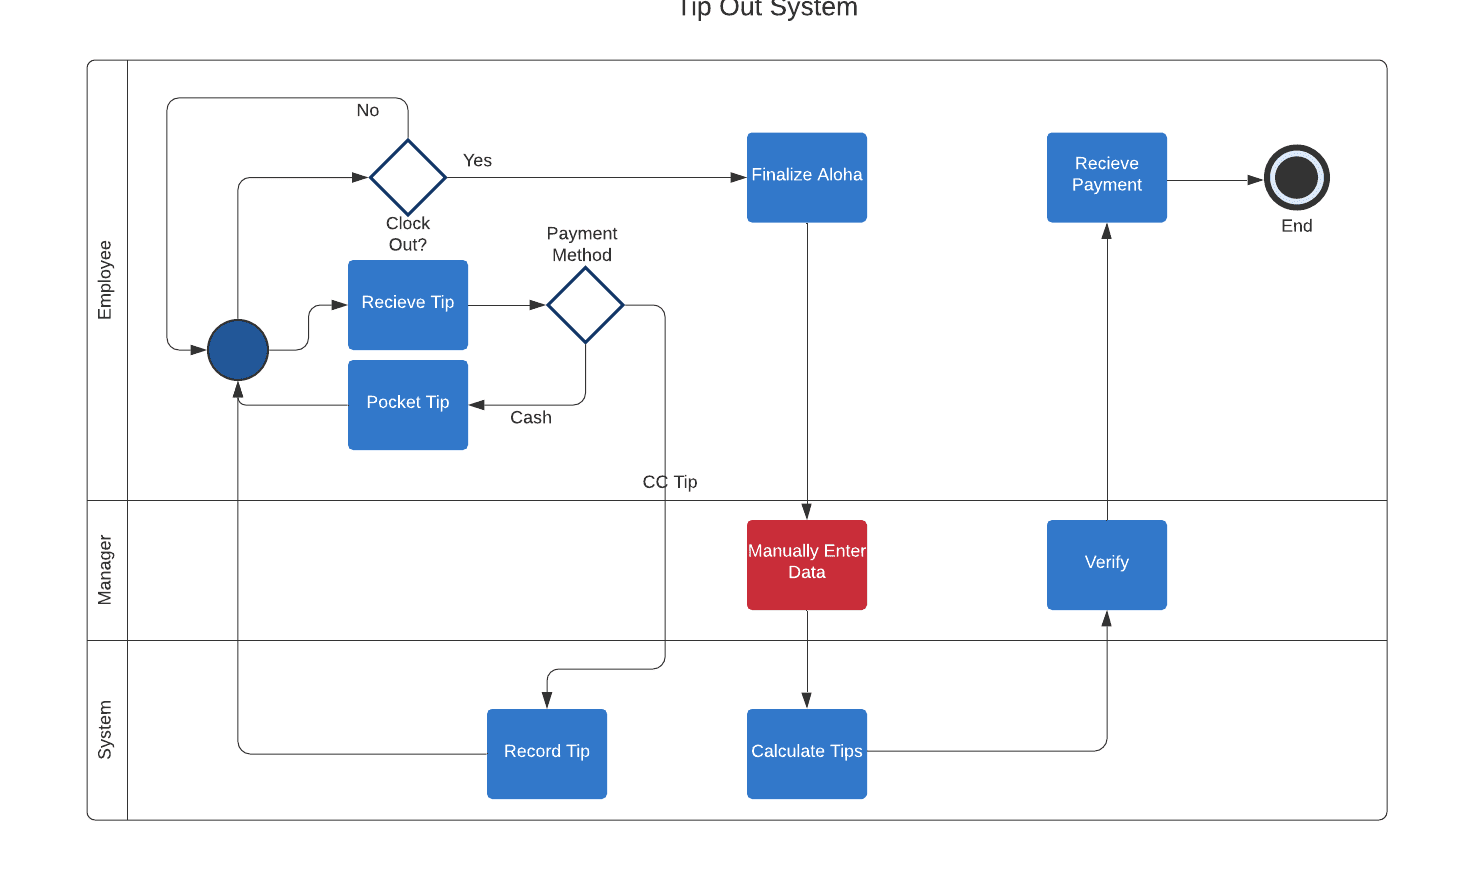 Tip Out System
Employee
No
Yes
Clock
Out?
Finalize Aloha
Recieve
Payment
End
Payment
Method
Recieve Tip
Pocket Tip
Cash
CC Tip
Manager
Manually Enter
Data
Verify
System
Record Tip
Calculate Tips